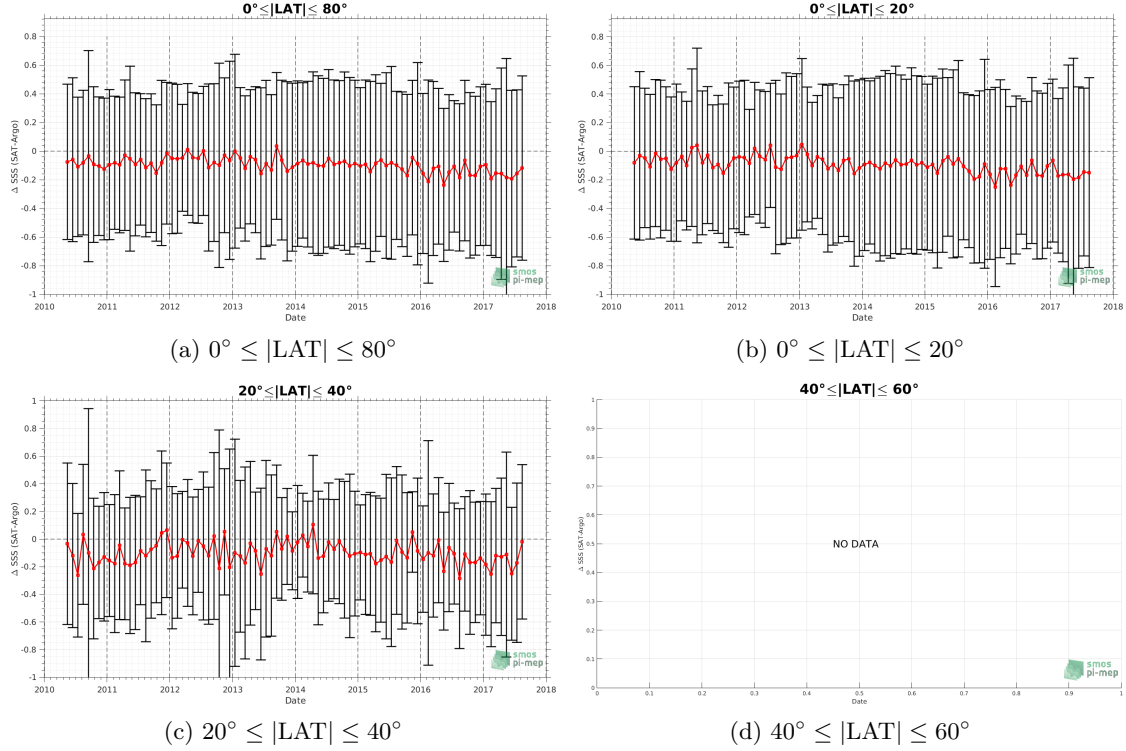 0°≤|LAT|≤ 80°
0.8
0.6
0.4
0.2
0
-0.2
-0.4
-0.6
-0.8
-1
Δ SSS (SAT-Argo)
2010 2011 2012 2013 2014 2015 2016 2017 2018
Date
smos
pi-mep
(a) 0° ≤ |LAT| ≤ 80°
0°≤|LAT|≤ 20°
0.8
0.6
0.4
0.2
0
-0.2
-0.4
-0.6
-0.8
-1
Δ SSS (SAT-Argo)
2010 2011 2012 2013 2014 2015 2016 2017 2018
Date
smos
pi-mep
(b) 0° ≤ |LAT| ≤ 20°
20°≤|LAT|≤ 40°
1
0.8
0.6
0.4
0.2
0
-0.2
-0.4
-0.6
-0.8
-1
Δ SSS (SAT-Argo)
2010 2011 2012 2013 2014 2015 2016 2017 2018
Date
smos
pi-mep
(c) 20° ≤ |LAT| ≤ 40°
40°≤|LAT|≤ 60°
1
0.9
0.8
0.7
0.6
0.5
0.4
0.3
0.2
0.1
0
Δ SSS (SAT-Argo)
NO DATA
0 0.1 0.2 0.3 0.4 0.5 0.6 0.7 0.8 0.9 1
Date
smos
pi-mep
(d) 40° ≤ |LAT| ≤ 60°